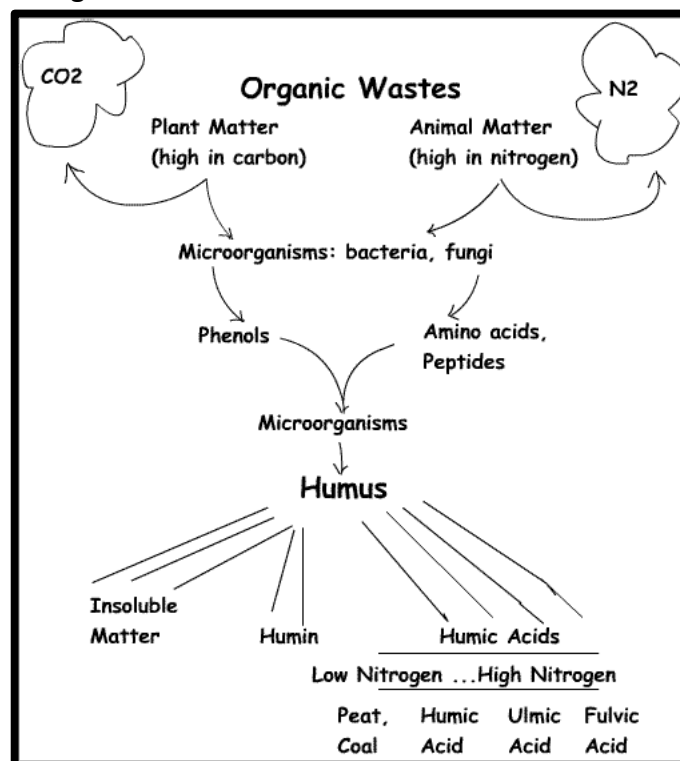 CO2
N2
Organic Wastes
Plant Matter
(high in carbon)
Animal Matter
(high in nitrogen)
Microorganisms: bacteria, fungi
Phenols
Amino acids,
Peptides
Microorganisms
Humus
Insoluble
Matter
Humin
Humic Acids
Low Nitrogen ...High Nitrogen
Peat,
Coal
Humic
Acid
Ulmic
Acid
Fulvic
Acid